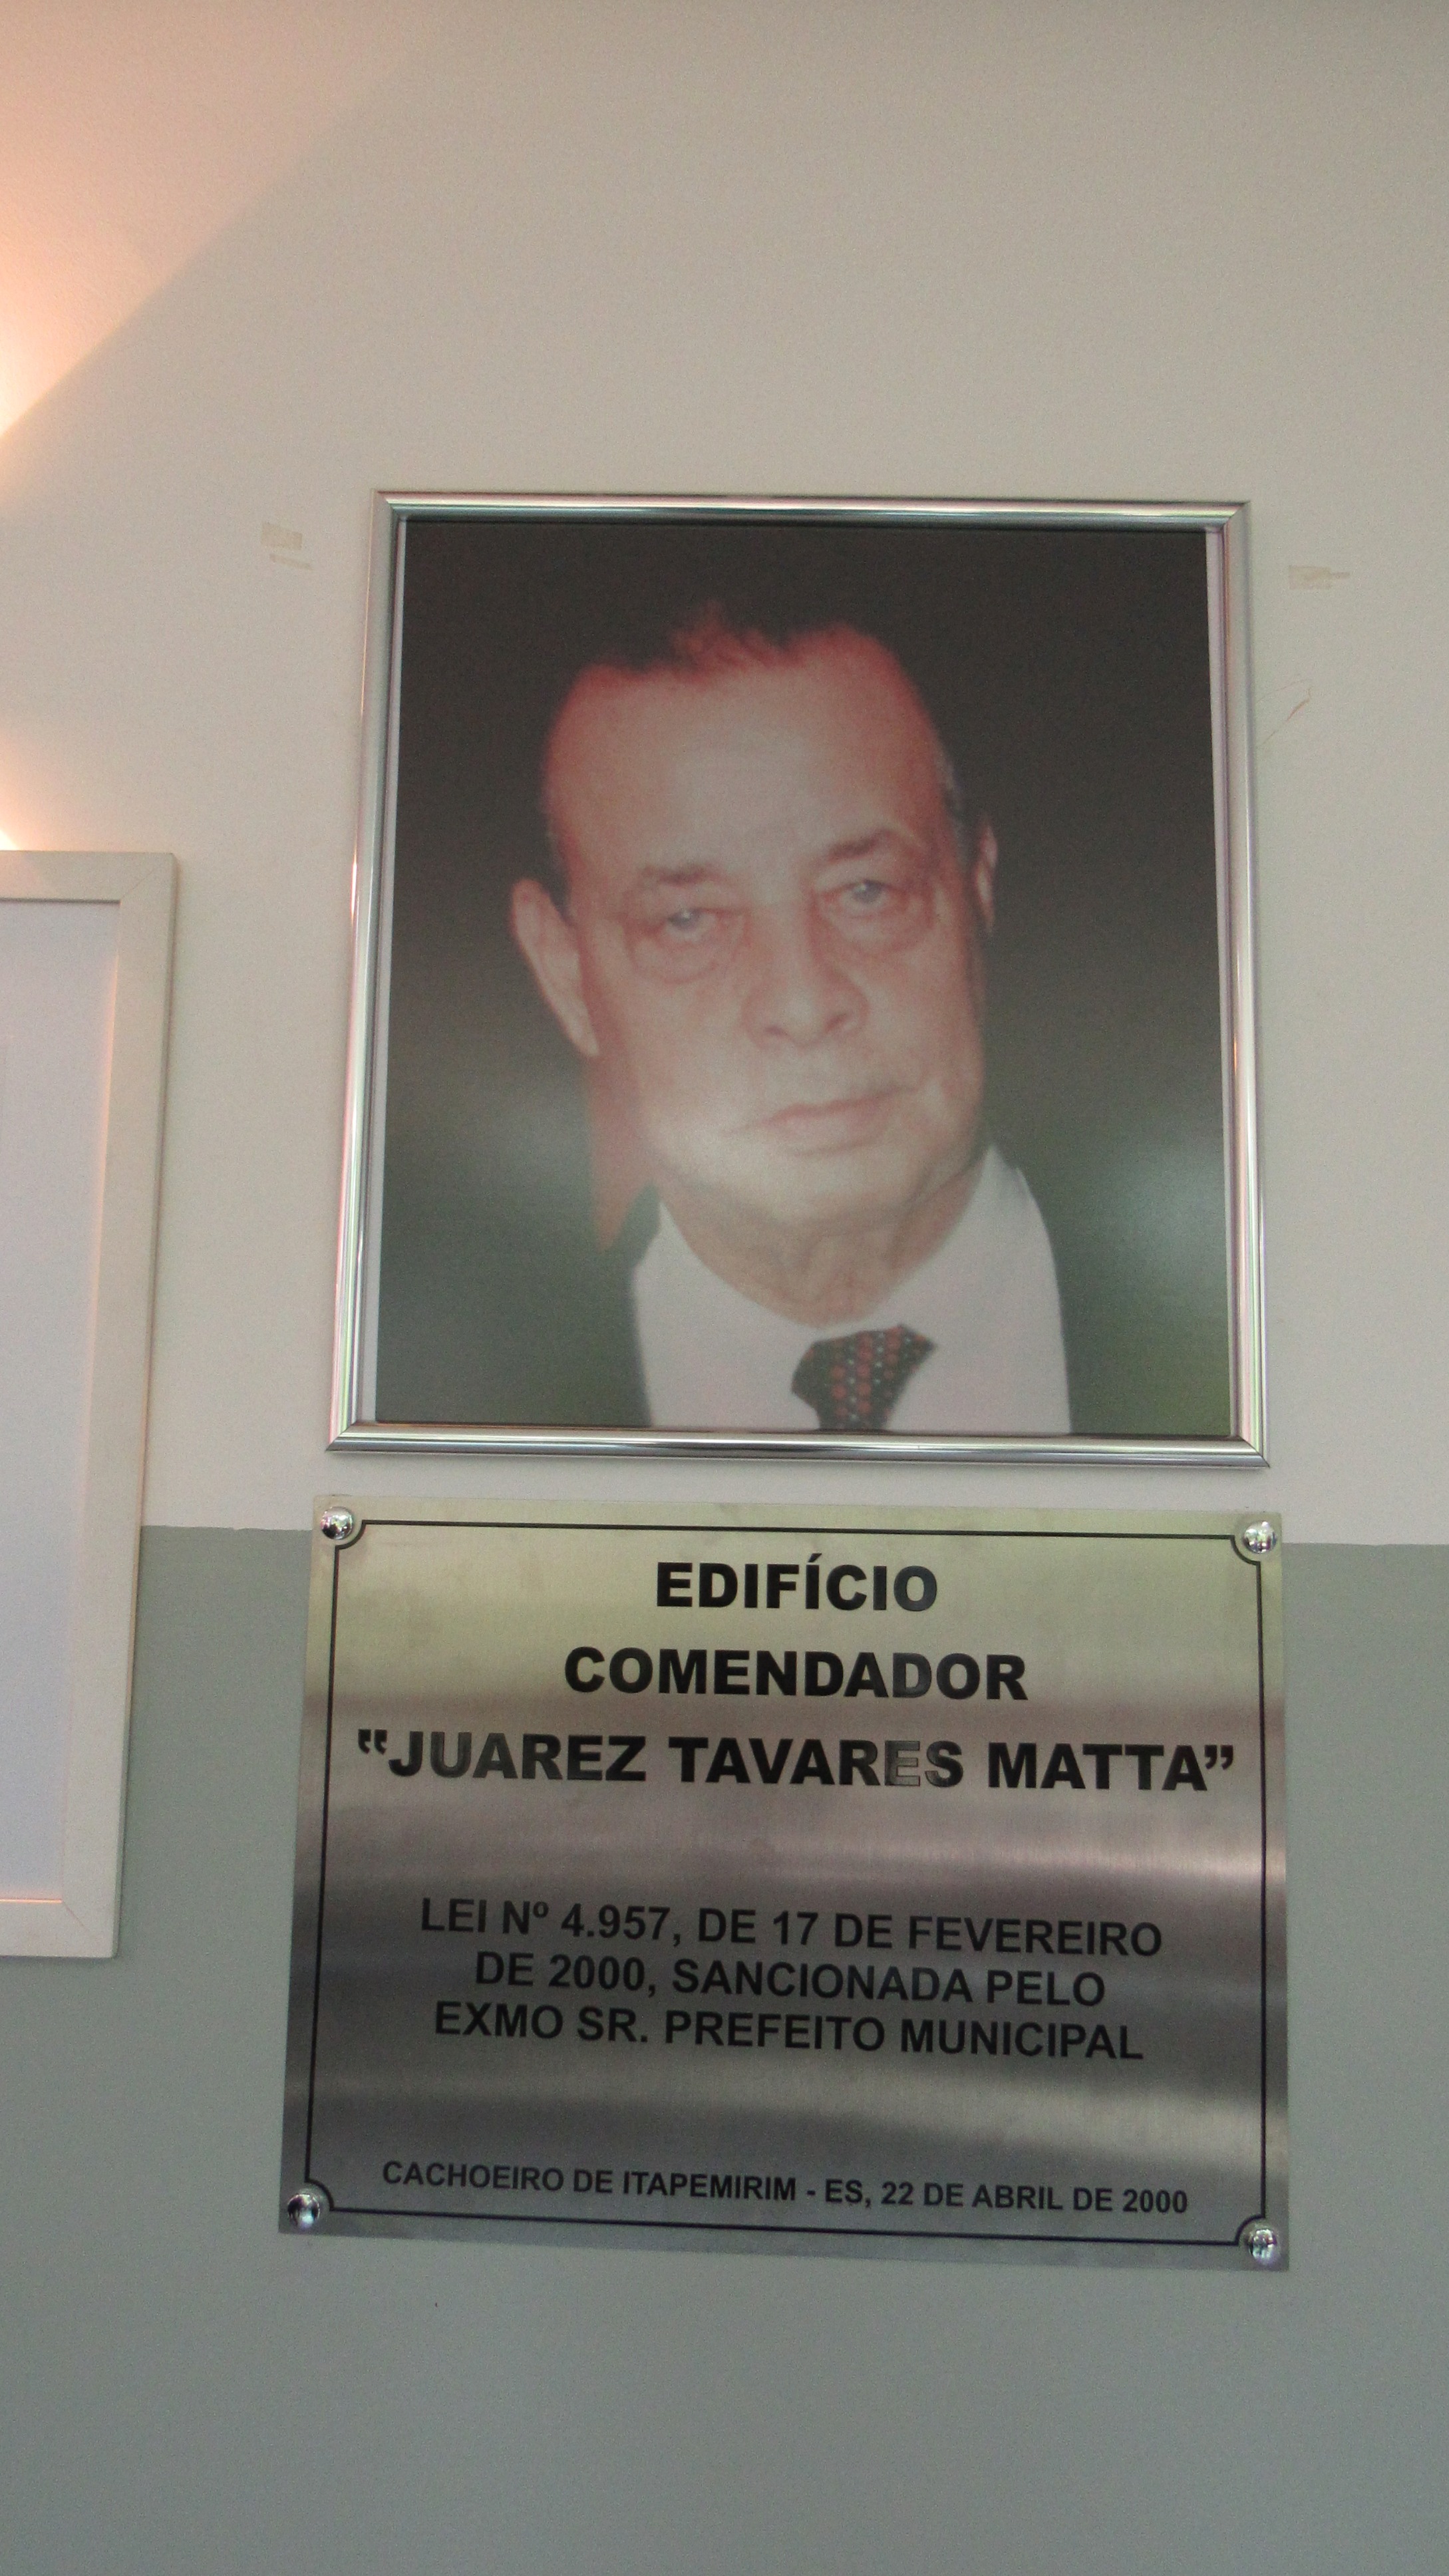 EDIFÍCIO
COMENDADOR
“JUAREZ TAVARES MATTA”
LEI Nº 4.957, DE 17 DE FEVEREIRO
DE 2000, SANCIONADA PELO
EXMO SR. PREFEITO MUNICIPAL
CACHOEIRO DE ITAPEMIRIM - ES, 22 DE ABRIL DE 2000